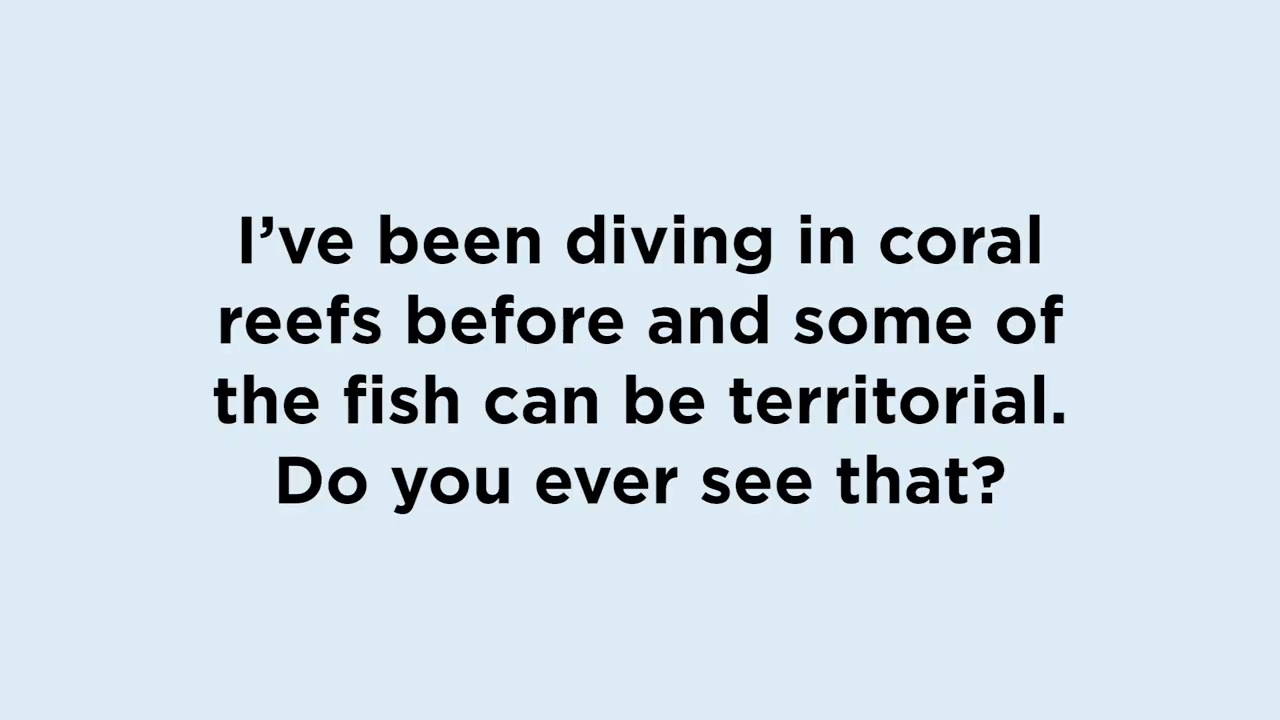 I’ve been diving in coral
reefs before and some of
the fish can be territorial.
Do you ever see that?